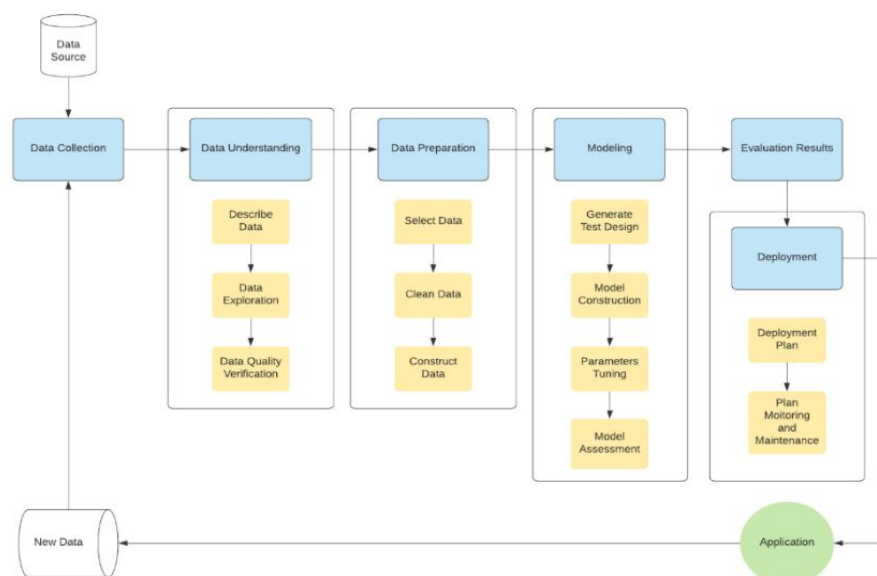 Data
Source
Data Collection
Data Understanding
Data Preparation
Modeling
Evaluation Results
Describe
Data
Data
Exploration
Data Quality
Verification
Select Data
Clean Data
Construct
Data
Generate
Test Design
Model
Construction
Parameters
Tuning
Model
Assessment
Deployment
Deployment
Plan
Plan
Moitoring
and
Maintenance
New Data
Application